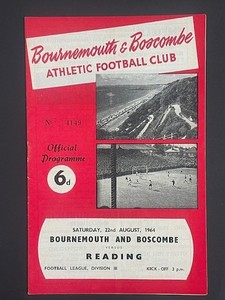 Bournemouth & Boscombe
ATHLETIC FOOTBALL CLUB
Official
Programme
6d
SATURDAY, 22nd AUGUST, 1964
BOURNEMOUTH AND BOSCOMBE
versus
READING
FOOTBALL LEAGUE, DIVISION III
KICK-OFF 3 p.m.